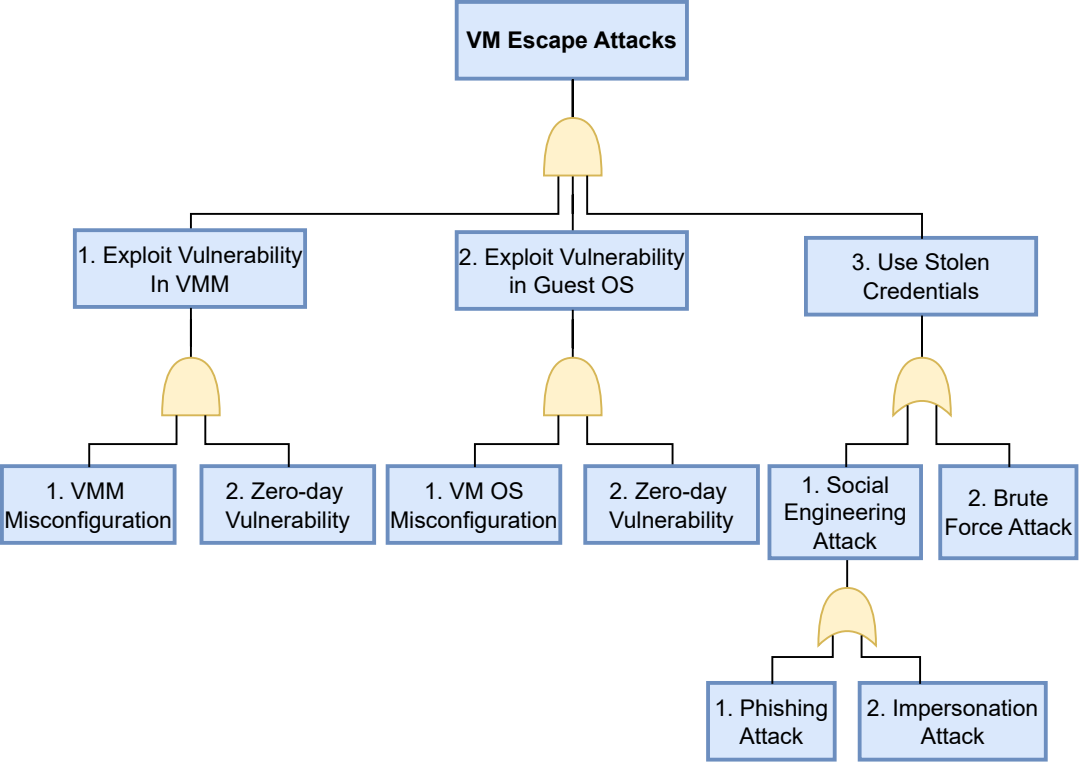 VM Escape Attacks
1. Exploit Vulnerability
In VMM
2. Exploit Vulnerability
in Guest OS
3. Use Stolen
Credentials
1. VMM
Misconfiguration
2. Zero-day
Vulnerability
1. VM OS
Misconfiguration
2. Zero-day
Vulnerability
1. Social
Engineering
Attack
2. Brute
Force Attack
1. Phishing
Attack
2. Impersonation
Attack